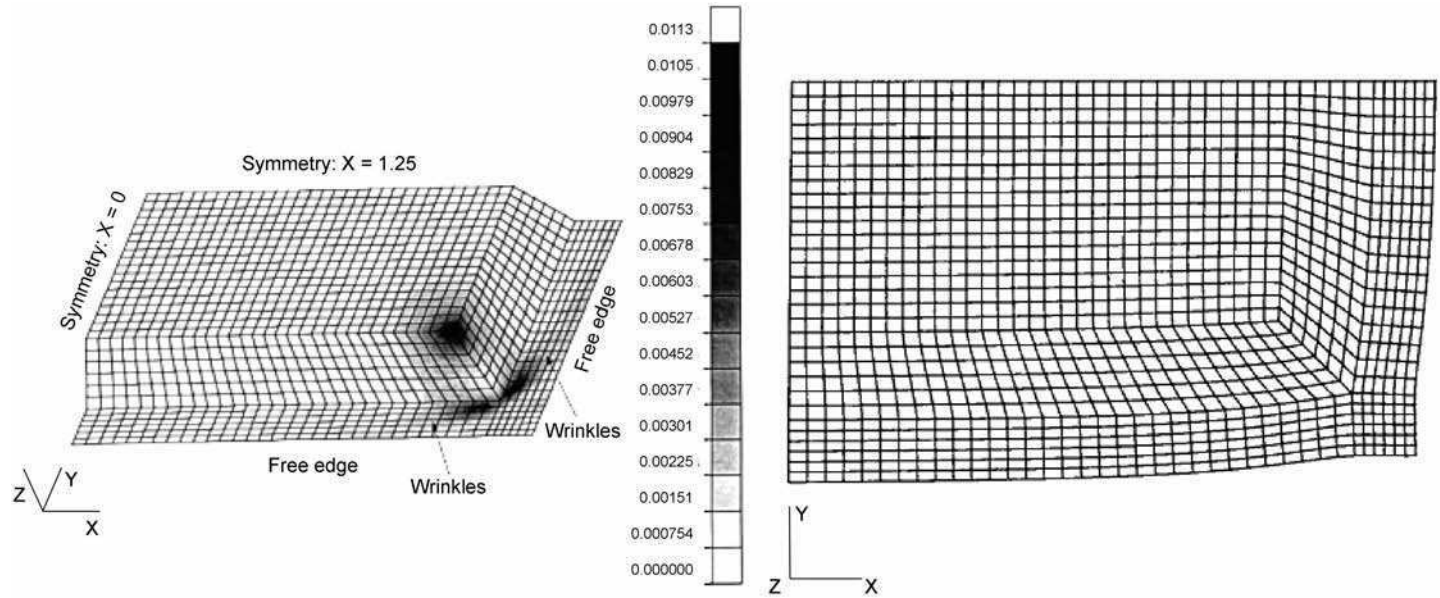 Symmetry: X = 1.25
Symmetry: X = 0
Free edge
Wrinkles
Free edge
Wrinkles
Z
Y
X
0.0113
0.0105
0.00979
0.00904
0.00829
0.00753
0.00678
0.00603
0.00527
0.00452
0.00377
0.00301
0.00225
0.00151
0.000754
0.000000
Y
Z
X